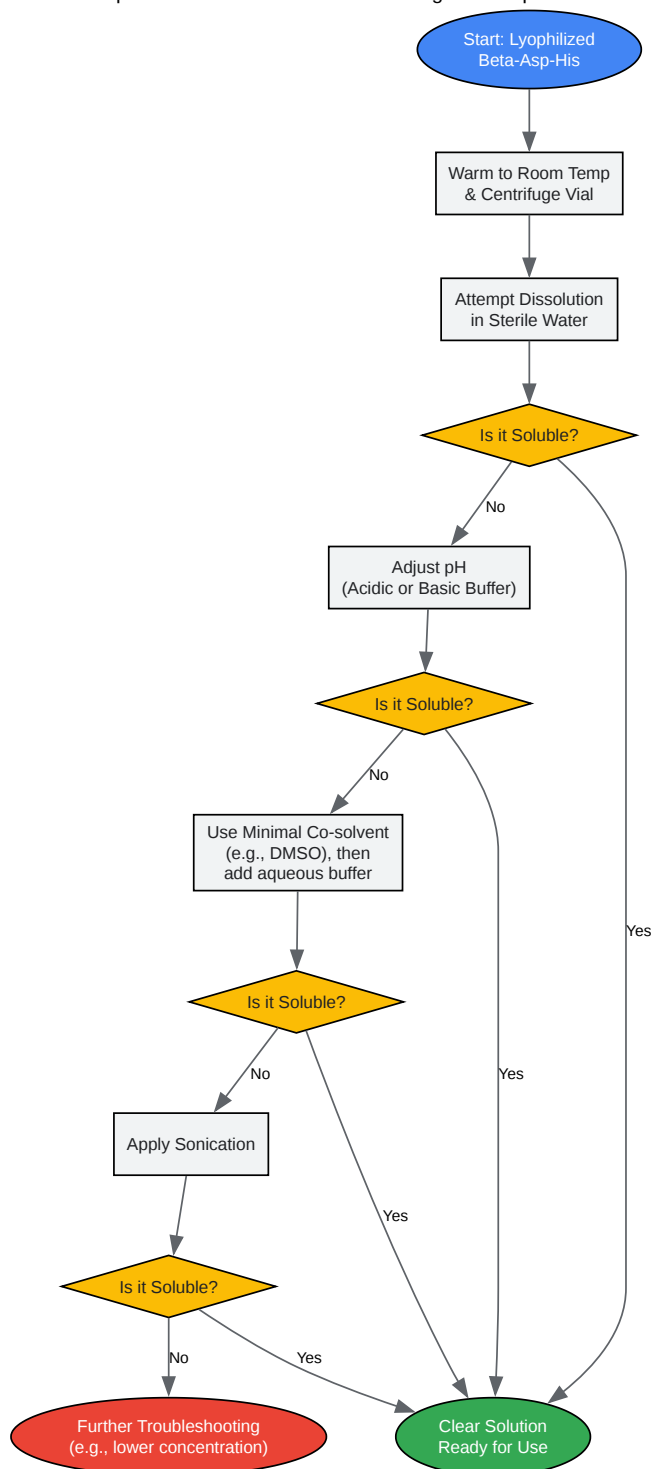 Start: Lyophilized
Beta-Asp-His
Warm to Room Temp
& Centrifuge Vial
Attempt Dissolution
in Sterile Water
Is it Soluble?
No
Adjust pH
(Acidic or Basic Buffer)
Is it Soluble?
No
Use Minimal Co-solvent
(e.g., DMSO), then
add aqueous buffer
Yes
Is it Soluble?
No
Yes
Apply Sonication
Yes
Is it Soluble?
No
Yes
Further Troubleshooting
(e.g., lower concentration)
Clear Solution
Ready for Use